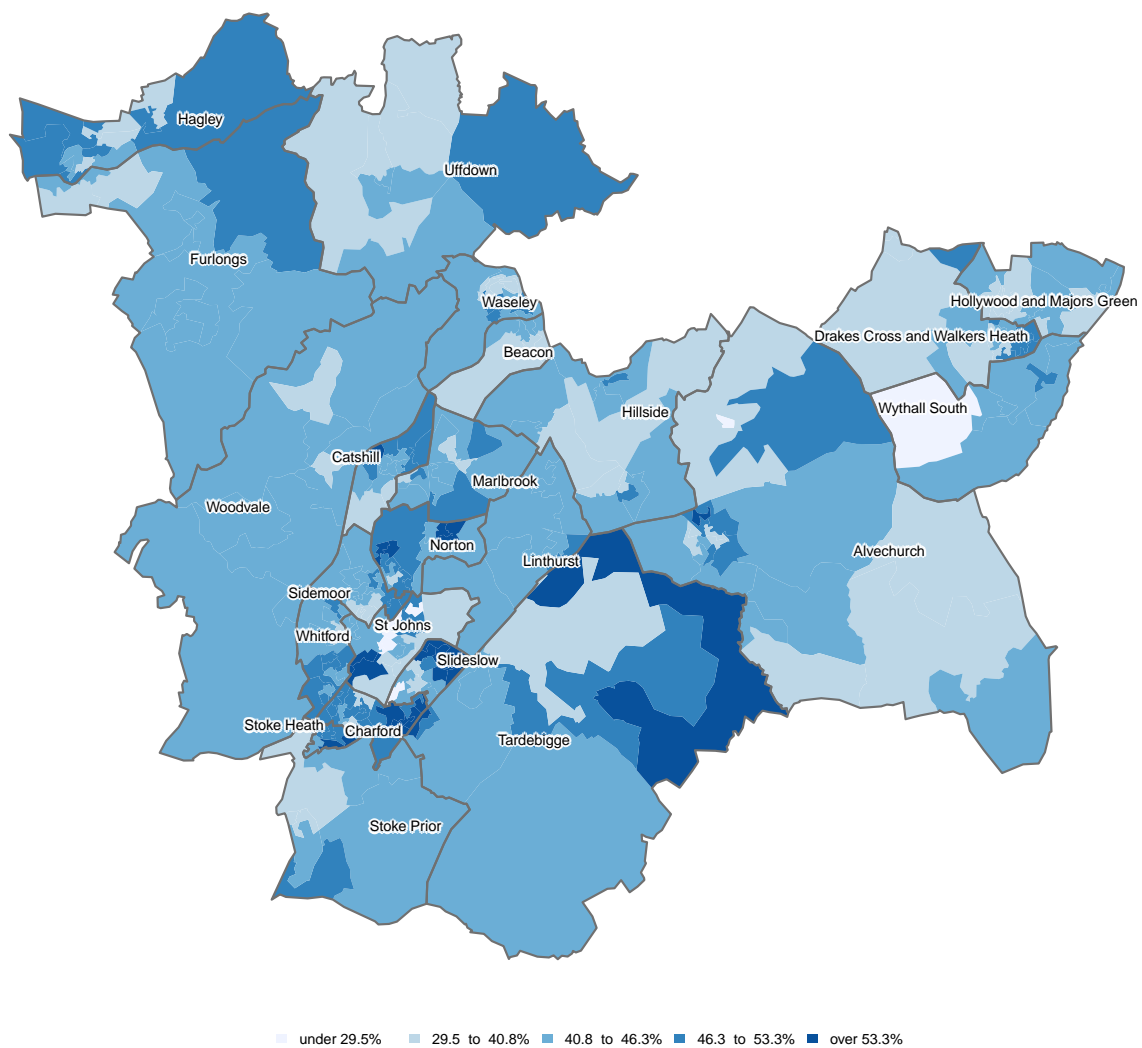 Hagley
Uffdown
Furlongs
Waseley
Hollywood and Majors Green
Drakes Cross and Walkers Heath
Beacon
Wythall South
Hillside
Catshill
Marlbrook
Woodvale
Norton
Alvechurch
Linthurst
Sidemoor
St Johns
Whitford
Slideslow
Stoke Heath
Charford
Tardebigge
Stoke Prior
under 29.5% 29.5 to 40.8% 40.8 to 46.3% 46.3 to 53.3% over 53.3%